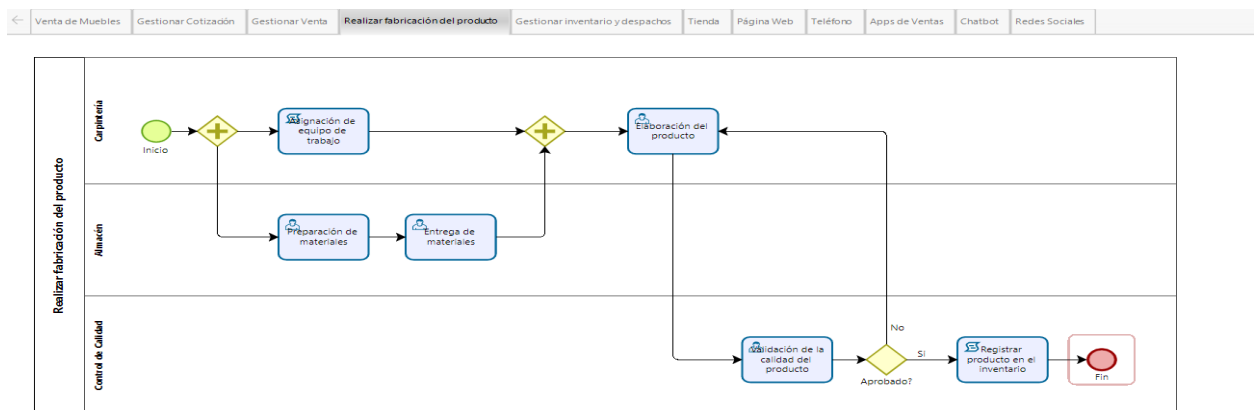 Venta de Muebles
Gestionar Cotización
Gestionar Venta
Realizar fabricación del producto
Gestionar inventario y despachos
Tienda
Página Web
Teléfono
Apps de Ventas
Chatbot
Redes Sociales
Realizar fabricación del producto
Carpintería
Inicio
Asignación de
equipo de
trabajo
Elaboración del
producto
Almacén
Preparación de
materiales
Entrega de
materiales
Control de Calidad
Validación de la
calidad del
producto
Aprobado?
No
Sí
Registrar
producto en el
inventario
Fin